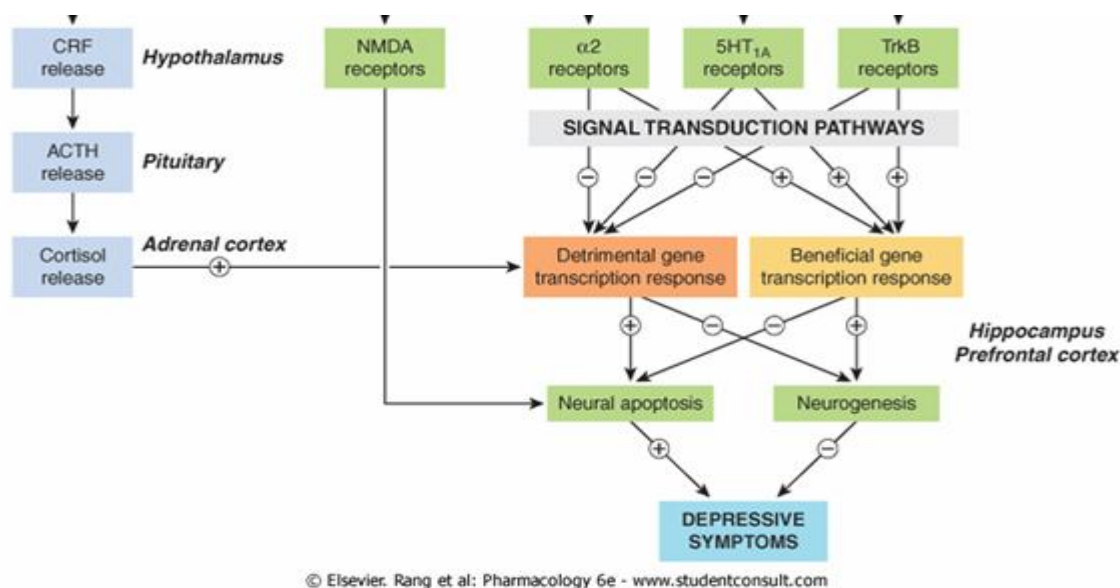 CRF
release
Hypothalamus
NMDA
receptors
α2
receptors
5HT1A
receptors
TrkB
receptors
SIGNAL TRANSDUCTION PATHWAYS
ACTH
release
Pituitary
− − − + + +
Cortisol
release
Adrenal cortex
+
Detrimental gene
transcription response
Beneficial gene
transcription response
+ − − +
Hippocampus
Prefrontal cortex
Neural apoptosis
Neurogenesis
+ −
DEPRESSIVE
SYMPTOMS
© Elsevier. Rang et al: Pharmacology 6e - www.studentconsult.com